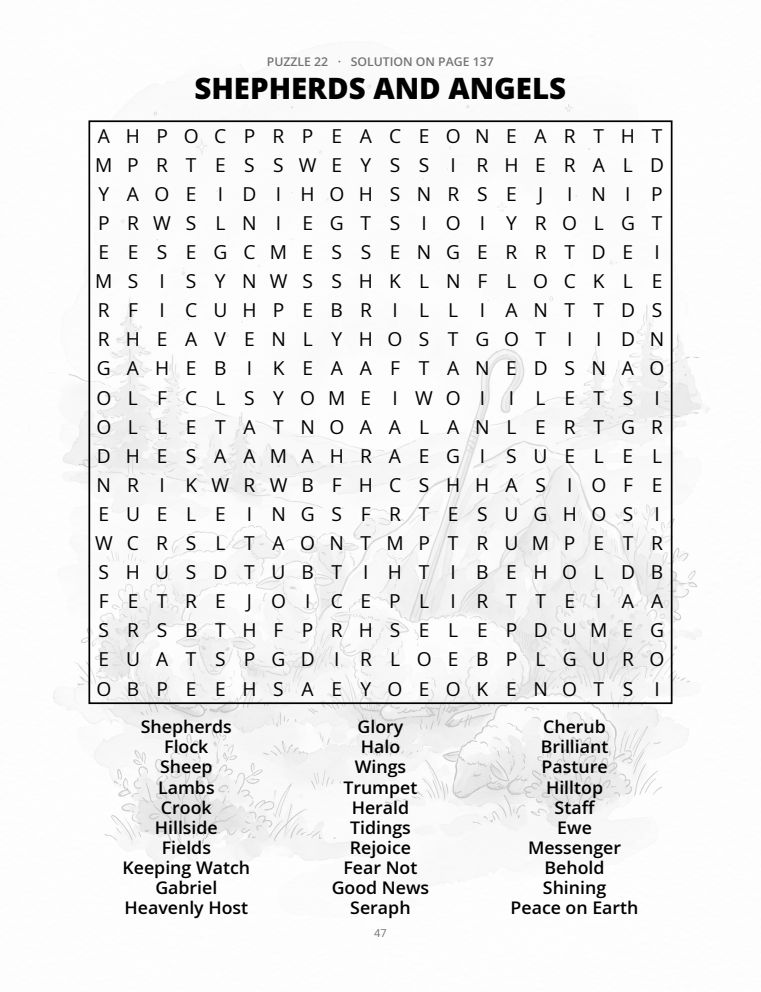 PUZZLE 22 · SOLUTION ON PAGE 137
SHEPHERDS AND ANGELS
A H P O C P R P E A C E O N E A R T H T
M P R T E S S W E Y S S I R H E R A L D
Y A O E I D I H O H S N R S E J I N I P
P R W S L N I E G T S I O I Y R O L G T
E E S E G C M E S S E N G E R R T D E I
M S I S Y N W S S H K L N F L O C K L E
R F I C U H P E B R I L L I A N T T D S
R H E A V E N L Y H O S T G O T I I D N
G A H E B I K E A A F T A N E D S N A O
O L F C L S Y O M E I W O I I L E T S I
O L L E T A T N O A A L A N L E R T G R
D H E S A A M A H R A E G I S U E L E L
N R I K W R W B F H C S H H A S I O F E
E U E L E I N G S F R T E S U G H O S I
W C R S L T A O N T M P T R U M P E T R
S H U S D T U B T I H T I B E H O L D B
F E T R E J O I C E P L I R T T E I A A
S R S B T H F P R H S E L E P D U M E G
E U A T S P G D I R L O E B P L G U R O
O B P E E H S A E Y O E O K E N O T S I
Shepherds
Flock
Sheep
Lambs
Crook
Hillside
Fields
Keeping Watch
Gabriel
Heavenly Host
Glory
Halo
Wings
Trumpet
Herald
Tidings
Rejoice
Fear Not
Good News
Seraph
Cherub
Brilliant
Pasture
Hilltop
Staff
Ewe
Messenger
Behold
Shining
Peace on Earth
47